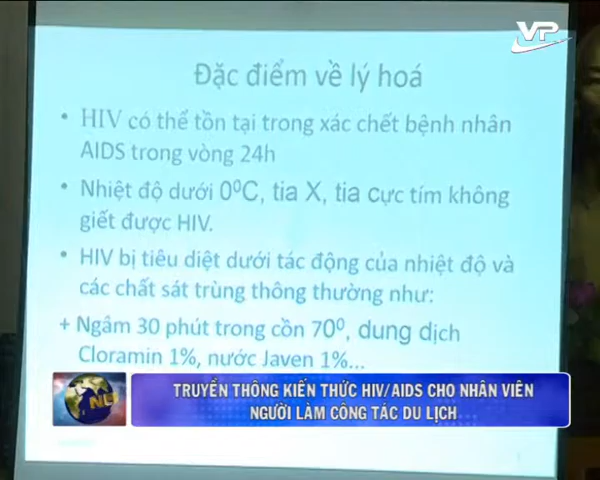 VP
Đặc điểm về lý hoá
• HIV có thể tồn tại trong xác chết bệnh nhân
AIDS trong vòng 24h
• Nhiệt độ dưới 0⁰C, tia X, tia cực tím không
giết được HIV.
• HIV bị tiêu diệt dưới tác động của nhiệt độ và
các chất sát trùng thông thường như:
+ Ngâm 30 phút trong cồn 70⁰, dung dịch
Cloramin 1%, nước Javen 1%...
TRUYỀN THÔNG KIẾN THỨC HIV/AIDS CHO NHÂN VIÊN
NGƯỜI LÀM CÔNG TÁC DU LỊCH